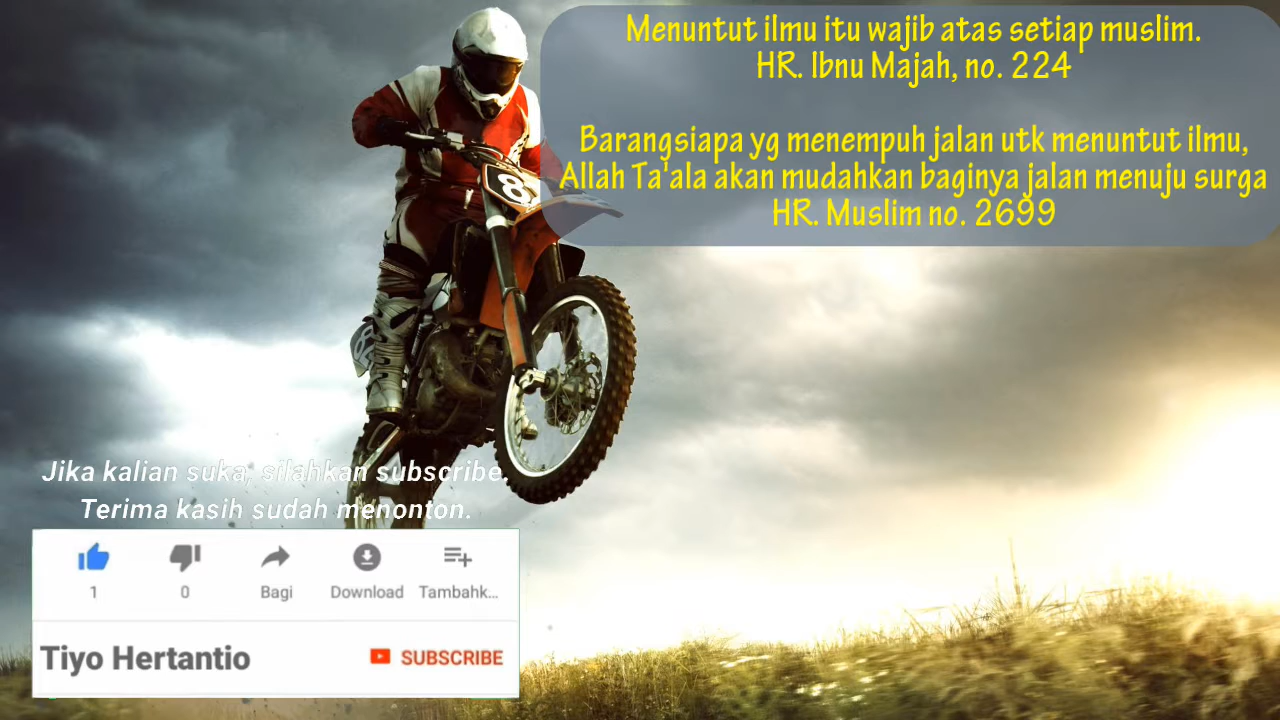 Menuntut ilmu itu wajib atas setiap muslim.
HR. Ibnu Majah, no. 224
Barangsiapa yg menempuh jalan utk menuntut ilmu,
Allah Ta'ala akan mudahkan baginya jalan menuju surga
HR. Muslim no. 2699
8
Jika kalian suka, silahkan subscribe.
Terima kasih sudah menonton.
1 0 Bagi Download Tambahk...
Tiyo Hertantio SUBSCRIBE